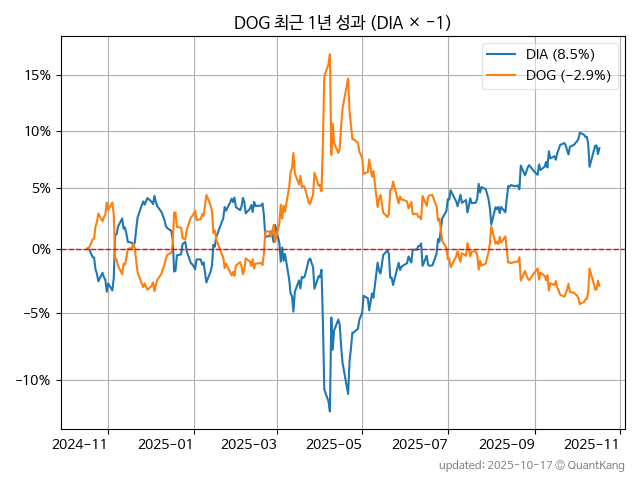 DOG 최근 1년 성과 (DIA × −1)
DIA (8.5%)
DOG (−2.9%)
15%
10%
5%
0%
−5%
−10%
2024-11 2025-01 2025-03 2025-05 2025-07 2025-09 2025-11
updated: 2025-10-17 © QuantKang